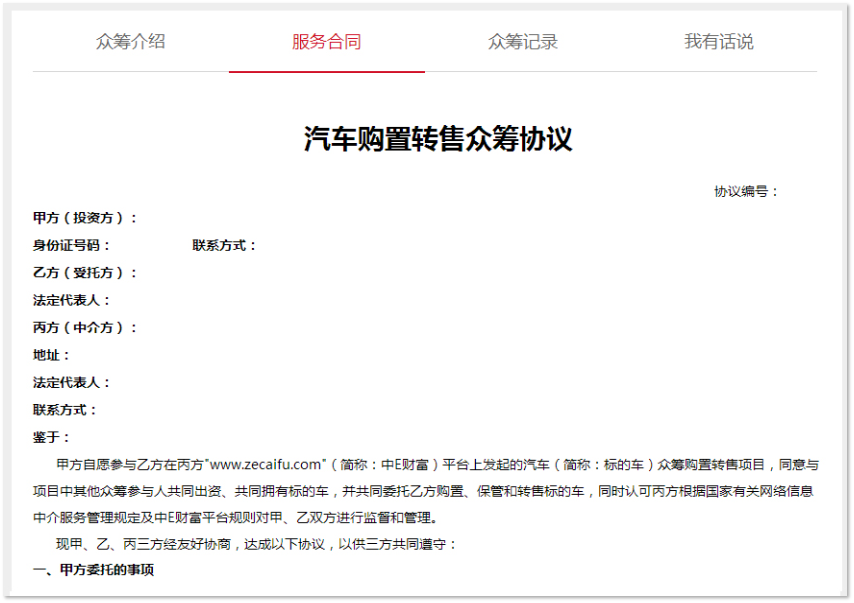 众筹介绍 服务合同 众筹记录 我有话说
汽车购置转售众筹协议
协议编号：
甲方（投资方）：
身份证号码： 联系方式：
乙方（受托方）：
法定代表人：
丙方（中介方）：
地址：
法定代表人：
联系方式：
鉴于：
甲方自愿参与乙方在丙方"www.zecaifu.com"（简称：中E财富）平台上发起的汽车（简称：标的车）众筹购置转售项目，同意与
项目中其他众筹参与人共同出资、共同拥有标的车，并共同委托乙方购置、保管和转售标的车，同时认可丙方根据国家有关网络信息
中介服务管理规定及中E财富平台规则对甲、乙双方进行监督和管理。
现甲、乙、丙三方经友好协商，达成以下协议，以供三方共同遵守：
一、甲方委托的事项